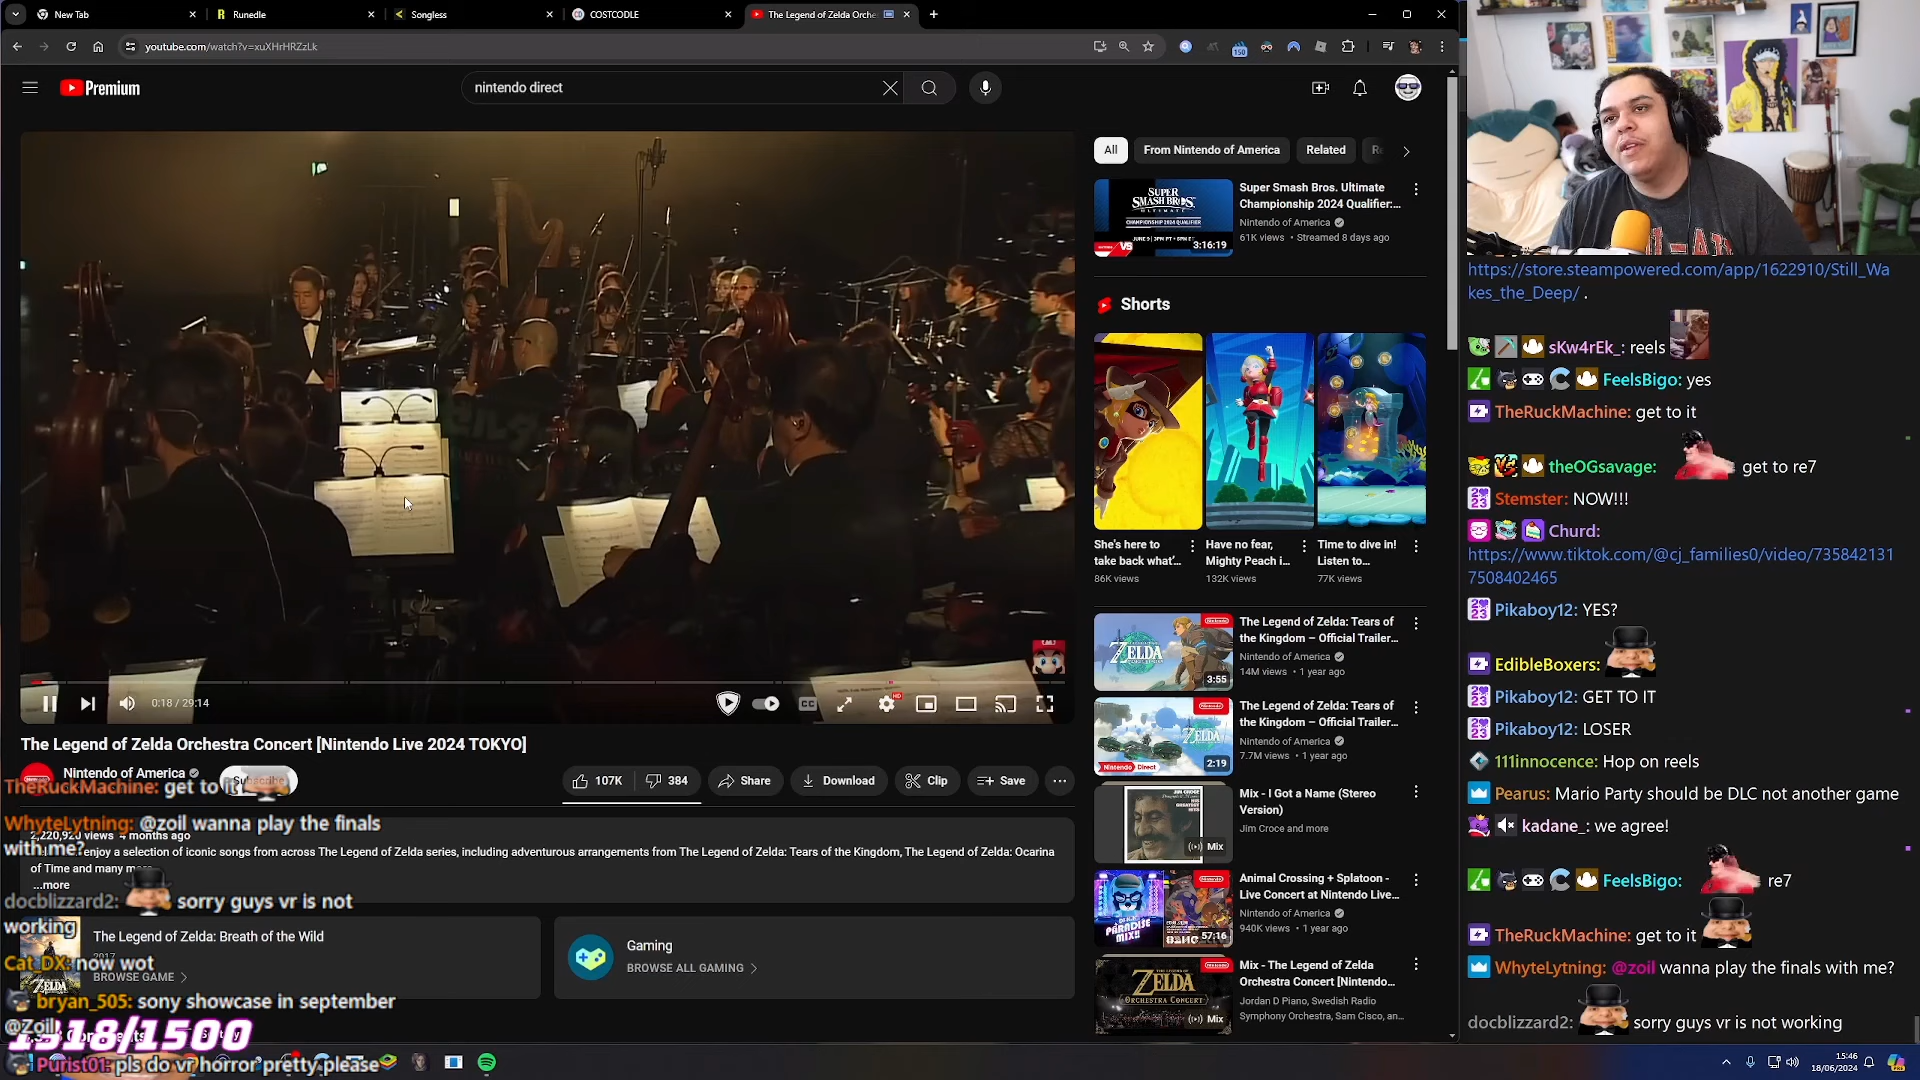 New Tab
Runedle
Songless
COSTCODLE
The Legend of Zelda Orche
youtube.com/watch?v=xuXHrHRZzLk
150
Premium
nintendo direct
All
From Nintendo of America
Related
Super Smash Bros. Ultimate
Championship 2024 Qualifier:...
Nintendo of America
61K views • Streamed 8 days ago
3:16:19
Shorts
She's here to
take back what'...
86K views
Have no fear,
Mighty Peach i...
132K views
Time to dive in!
Listen to...
77K views
0:18 / 29:14
The Legend of Zelda: Tears of
the Kingdom – Official Trailer...
Nintendo of America
14M views • 1 year ago
3:55
The Legend of Zelda: Tears of
the Kingdom – Official Trailer...
Nintendo of America
7.7M views • 1 year ago
2:19
Mix - I Got a Name (Stereo
Version)
Jim Croce and more
Mix
Animal Crossing + Splatoon -
Live Concert at Nintendo Live...
Nintendo of America
940K views • 1 year ago
57:16
Mix - The Legend of Zelda
Orchestra Concert [Nintendo...
Jordan D Piano, Swedish Radio
Symphony Orchestra, Sam Cisco, an...
Mix
The Legend of Zelda Orchestra Concert [Nintendo Live 2024 TOKYO]
Nintendo of America
Subscribe
107K
384
Share
Download
Clip
Save
2,220,920 views 4 months ago
enjoy a selection of iconic songs from across The Legend of Zelda series, including adventurous arrangements from The Legend of Zelda: Tears of the Kingdom, The Legend of Zelda: Ocarina
of Time and many more
...more
The Legend of Zelda: Breath of the Wild
2017
BROWSE GAME
Gaming
BROWSE ALL GAMING
TheRuckMachine: get to it
WhyteLytning: @zoil wanna play the finals
with me?
docblizzard2: sorry guys vr is not
working
Cat_DX: now wot
bryan_505: sony showcase in september
@Zoil
1318/1500
Purist01: pls do vr horror pretty please
https://store.steampowered.com/app/1622910/Still_Wa
kes_the_Deep/ .
sKw4rEk_: reels
FeelsBigo: yes
TheRuckMachine: get to it
theOGsavage: get to re7
Stemster: NOW!!!
Churd:
https://www.tiktok.com/@cj_families0/video/735842131
7508402465
Pikaboy12: YES?
EdibleBoxers:
Pikaboy12: GET TO IT
Pikaboy12: LOSER
111innocence: Hop on reels
Pearus: Mario Party should be DLC not another game
kadane_: we agree!
FeelsBigo: re7
TheRuckMachine: get to it
WhyteLytning: @zoil wanna play the finals with me?
docblizzard2: sorry guys vr is not working
15:46
18/06/2024